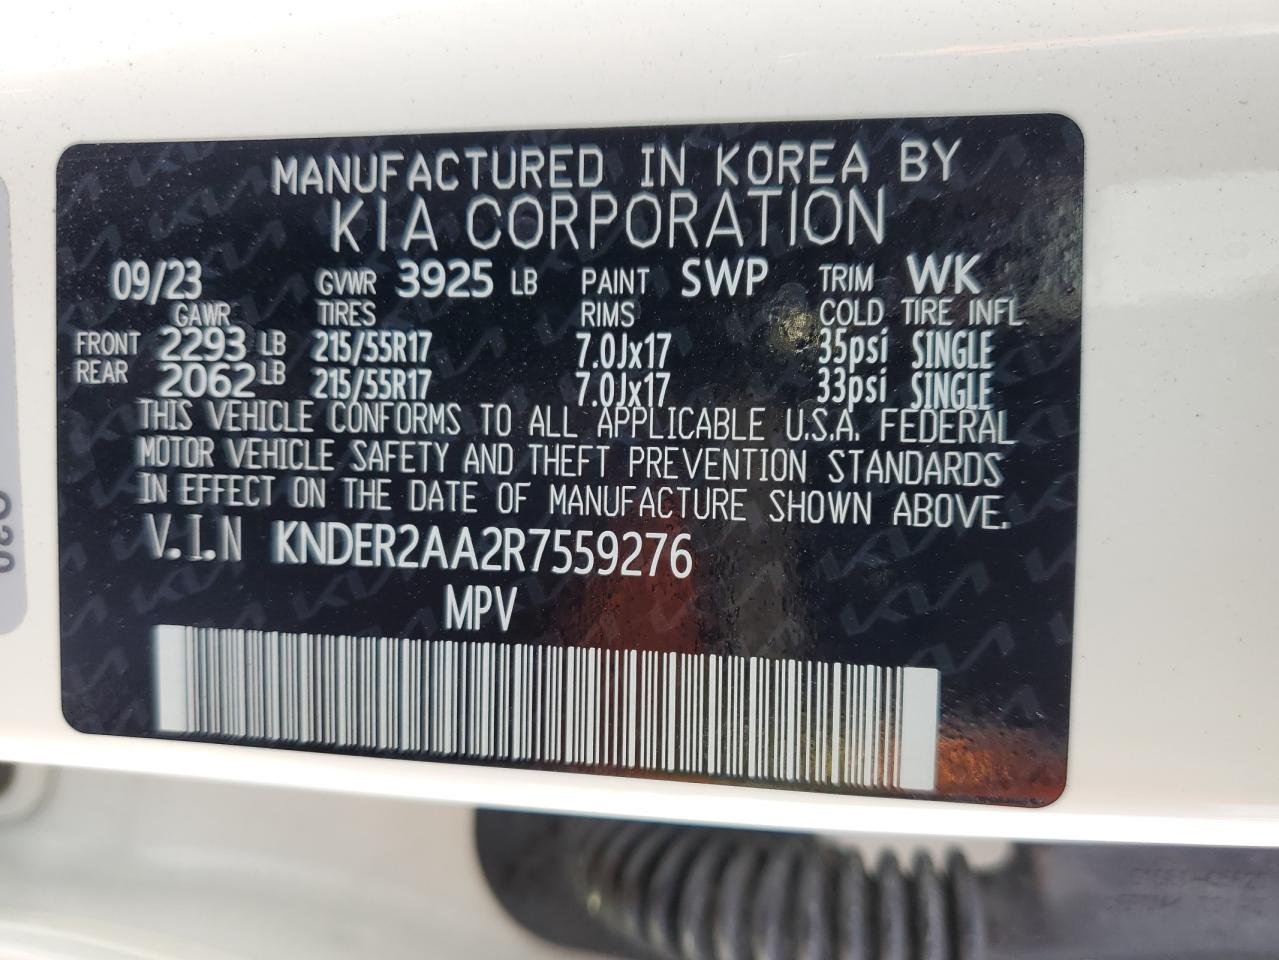 MANUFACTURED IN KOREA BY
KIA CORPORATION
09/23 GVWR 3925 LB PAINT SWP TRIM WK
GAWR TIRES RIMS COLD TIRE INFL
FRONT 2293 LB 215/55R17 7.0Jx17 35psi SINGLE
REAR 2062 LB 215/55R17 7.0Jx17 33psi SINGLE
THIS VEHICLE CONFORMS TO ALL APPLICABLE U.S.A. FEDERAL
MOTOR VEHICLE SAFETY AND THEFT PREVENTION STANDARDS
IN EFFECT ON THE DATE OF MANUFACTURE SHOWN ABOVE.
V.I.N KNDER2AA2R7559276
MPV